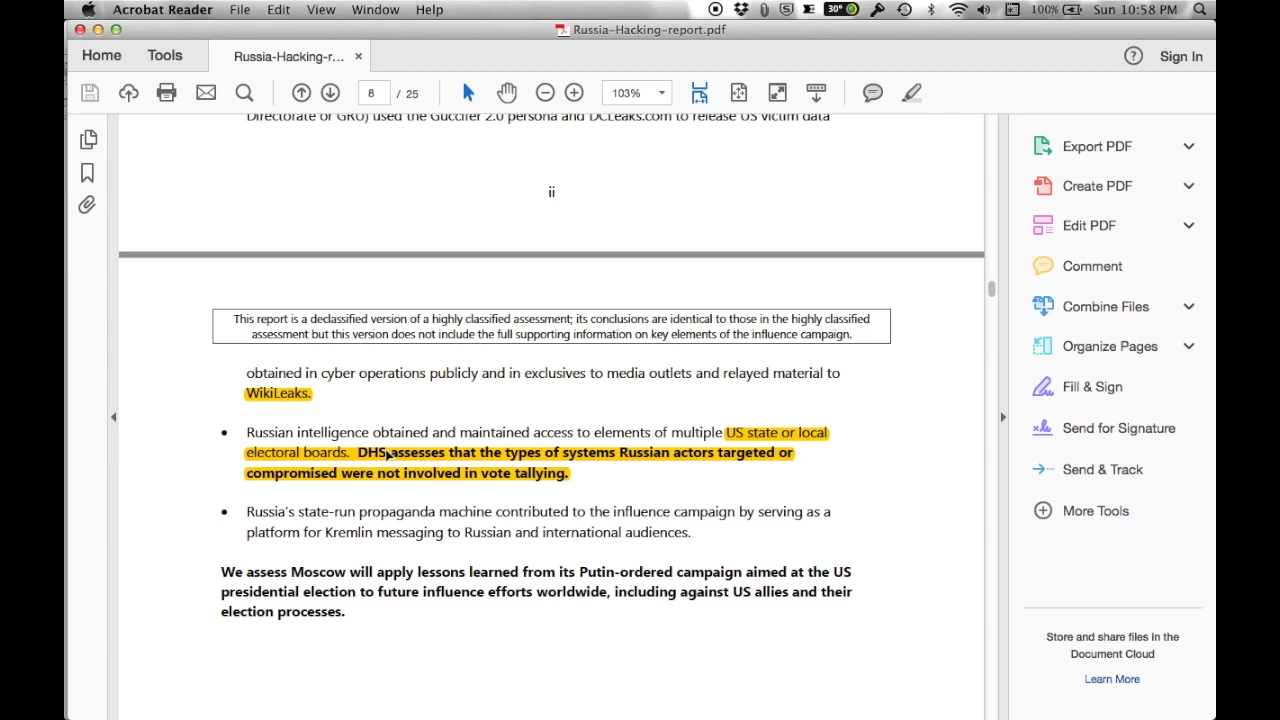 Acrobat Reader File Edit View Window Help 30° 100% Sun 10:58 PM
Russia-Hacking-report.pdf
Home Tools Russia-Hacking-r... × ? Sign In
8 / 25 103%
Directorate or GRU) used the Guccifer 2.0 persona and DCLeaks.com to release US victim data
ii
This report is a declassified version of a highly classified assessment; its conclusions are identical to those in the highly classified
assessment but this version does not include the full supporting information on key elements of the influence campaign.
obtained in cyber operations publicly and in exclusives to media outlets and relayed material to
WikiLeaks.
• Russian intelligence obtained and maintained access to elements of multiple US state or local
electoral boards. DHS assesses that the types of systems Russian actors targeted or
compromised were not involved in vote tallying.
• Russia's state-run propaganda machine contributed to the influence campaign by serving as a
platform for Kremlin messaging to Russian and international audiences.
We assess Moscow will apply lessons learned from its Putin-ordered campaign aimed at the US
presidential election to future influence efforts worldwide, including against US allies and their
election processes.
Export PDF
Create PDF
Edit PDF
Comment
Combine Files
Organize Pages
Fill & Sign
Send for Signature
Send & Track
More Tools
Store and share files in the
Document Cloud
Learn More